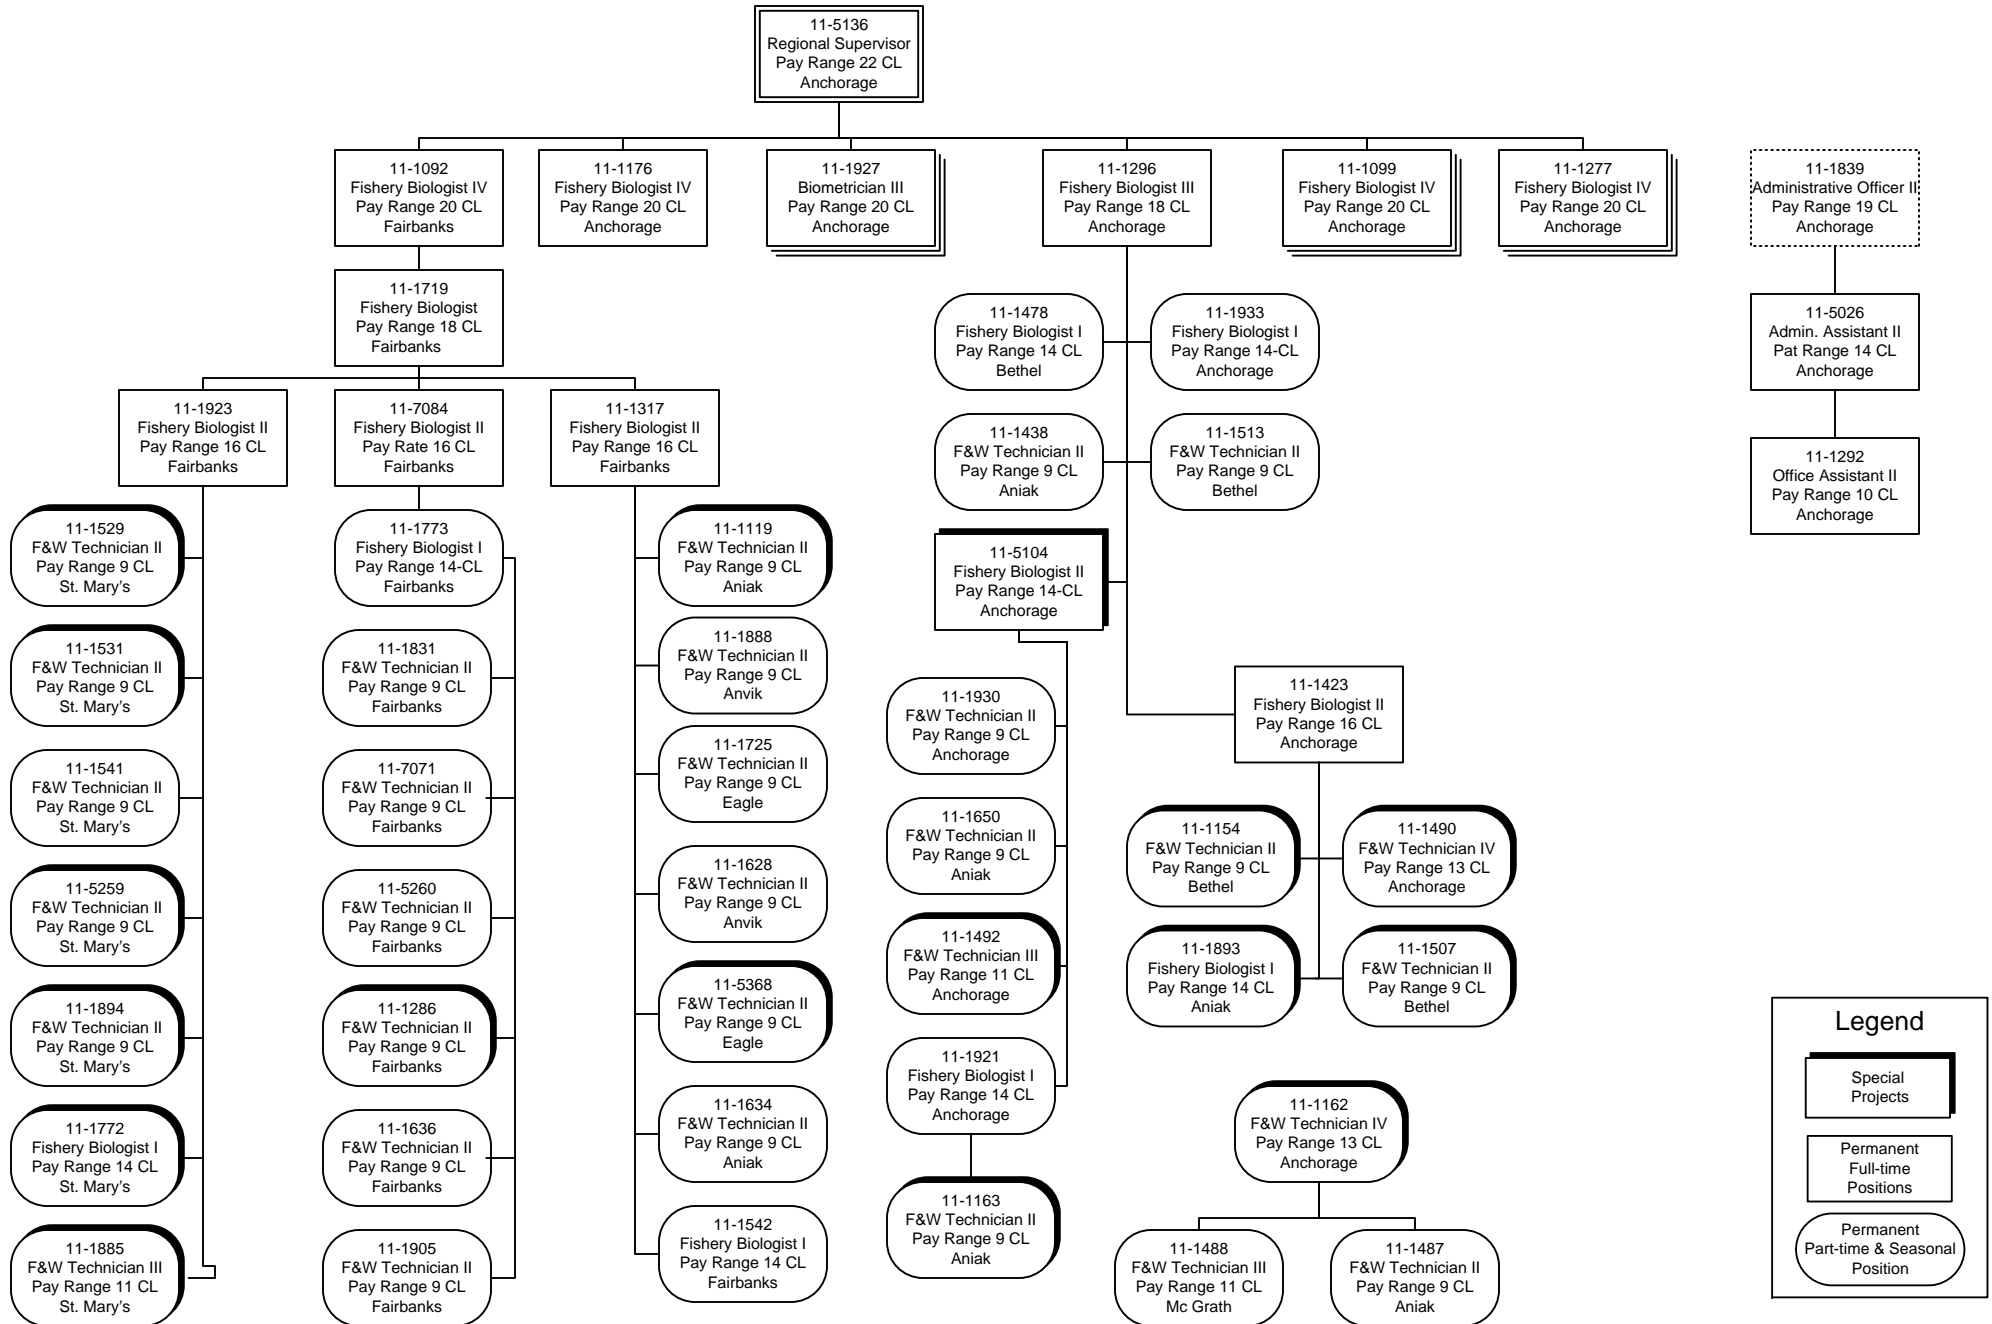 11-5136
Regional Supervisor
Pay Range 22 CL
Anchorage
11-1092
Fishery Biologist IV
Pay Range 20 CL
Fairbanks
11-1176
Fishery Biologist IV
Pay Range 20 CL
Anchorage
11-1927
Biometrician III
Pay Range 20 CL
Anchorage
11-1296
Fishery Biologist III
Pay Range 18 CL
Anchorage
11-1099
Fishery Biologist IV
Pay Range 20 CL
Anchorage
11-1277
Fishery Biologist IV
Pay Range 20 CL
Anchorage
11-1839
Administrative Officer II
Pay Range 19 CL
Anchorage
11-1719
Fishery Biologist
Pay Range 18 CL
Fairbanks
11-1478
Fishery Biologist I
Pay Range 14 CL
Bethel
11-1933
Fishery Biologist I
Pay Range 14-CL
Anchorage
11-5026
Admin. Assistant II
Pat Range 14 CL
Anchorage
11-1923
Fishery Biologist II
Pay Range 16 CL
Fairbanks
11-7084
Fishery Biologist II
Pay Rate 16 CL
Fairbanks
11-1317
Fishery Biologist II
Pay Range 16 CL
Fairbanks
11-1438
F&W Technician II
Pay Range 9 CL
Aniak
11-1513
F&W Technician II
Pay Range 9 CL
Bethel
11-1292
Office Assistant II
Pay Range 10 CL
Anchorage
11-1529
F&W Technician II
Pay Range 9 CL
St. Mary's
11-1531
F&W Technician II
Pay Range 9 CL
St. Mary's
11-1541
F&W Technician II
Pay Range 9 CL
St. Mary's
11-5259
F&W Technician II
Pay Range 9 CL
St. Mary's
11-1894
F&W Technician II
Pay Range 9 CL
St. Mary's
11-1772
Fishery Biologist I
Pay Range 14 CL
St. Mary's
11-1885
F&W Technician III
Pay Range 11 CL
St. Mary's
11-1773
Fishery Biologist I
Pay Range 14-CL
Fairbanks
11-1831
F&W Technician II
Pay Range 9 CL
Fairbanks
11-7071
F&W Technician II
Pay Range 9 CL
Fairbanks
11-5260
F&W Technician II
Pay Range 9 CL
Fairbanks
11-1286
F&W Technician II
Pay Range 9 CL
Fairbanks
11-1636
F&W Technician II
Pay Range 9 CL
Fairbanks
11-1905
F&W Technician II
Pay Range 9 CL
Fairbanks
11-1119
F&W Technician II
Pay Range 9 CL
Aniak
11-1888
F&W Technician II
Pay Range 9 CL
Anvik
11-1725
F&W Technician II
Pay Range 9 CL
Eagle
11-1628
F&W Technician II
Pay Range 9 CL
Anvik
11-5368
F&W Technician II
Pay Range 9 CL
Eagle
11-1634
F&W Technician II
Pay Range 9 CL
Aniak
11-1542
Fishery Biologist I
Pay Range 14 CL
Fairbanks
11-5104
Fishery Biologist II
Pay Range 14-CL
Anchorage
11-1930
F&W Technician II
Pay Range 9 CL
Anchorage
11-1650
F&W Technician II
Pay Range 9 CL
Aniak
11-1492
F&W Technician III
Pay Range 11 CL
Anchorage
11-1921
Fishery Biologist I
Pay Range 14 CL
Anchorage
11-1163
F&W Technician II
Pay Range 9 CL
Aniak
11-1423
Fishery Biologist II
Pay Range 16 CL
Anchorage
11-1154
F&W Technician II
Pay Range 9 CL
Bethel
11-1490
F&W Technician IV
Pay Range 13 CL
Anchorage
11-1893
Fishery Biologist I
Pay Range 14 CL
Aniak
11-1507
F&W Technician II
Pay Range 9 CL
Bethel
11-1162
F&W Technician IV
Pay Range 13 CL
Anchorage
11-1488
F&W Technician III
Pay Range 11 CL
Mc Grath
11-1487
F&W Technician II
Pay Range 9 CL
Aniak
Legend
Special
Projects
Permanent
Full-time
Positions
Permanent
Part-time & Seasonal
Position